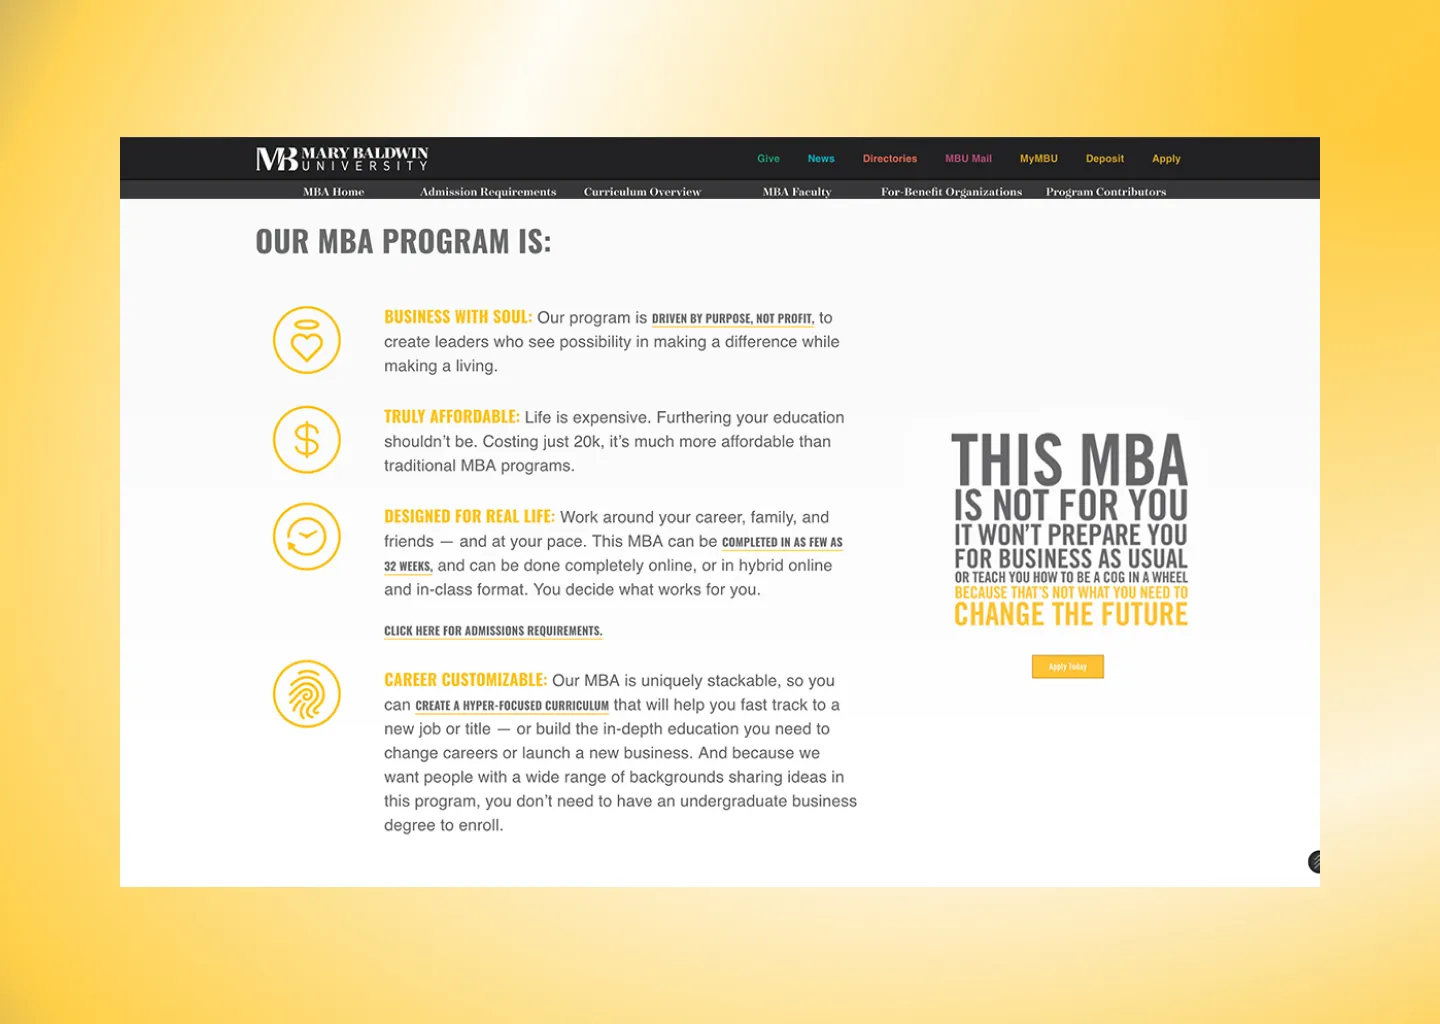 MB MARY BALDWIN
UNIVERSITY
Give News Directories MBU Mail MyMBU Deposit Apply
MBA Home Admission Requirements Curriculum Overview MBA Faculty For-Benefit Organizations Program Contributors
OUR MBA PROGRAM IS:
BUSINESS WITH SOUL: Our program is DRIVEN BY PURPOSE, NOT PROFIT, to
create leaders who see possibility in making a difference while
making a living.
$
TRULY AFFORDABLE: Life is expensive. Furthering your education
shouldn’t be. Costing just 20k, it’s much more affordable than
traditional MBA programs.
DESIGNED FOR REAL LIFE: Work around your career, family, and
friends — and at your pace. This MBA can be COMPLETED IN AS FEW AS
32 WEEKS, and can be done completely online, or in hybrid online
and in-class format. You decide what works for you.
CLICK HERE FOR ADMISSIONS REQUIREMENTS.
CAREER CUSTOMIZABLE: Our MBA is uniquely stackable, so you
can CREATE A HYPER-FOCUSED CURRICULUM that will help you fast track to a
new job or title — or build the in-depth education you need to
change careers or launch a new business. And because we
want people with a wide range of backgrounds sharing ideas in
this program, you don’t need to have an undergraduate business
degree to enroll.
THIS MBA
IS NOT FOR YOU
IT WON’T PREPARE YOU
FOR BUSINESS AS USUAL
OR TEACH YOU HOW TO BE A COG IN A WHEEL
BECAUSE THAT’S NOT WHAT YOU NEED TO
CHANGE THE FUTURE
Apply Today